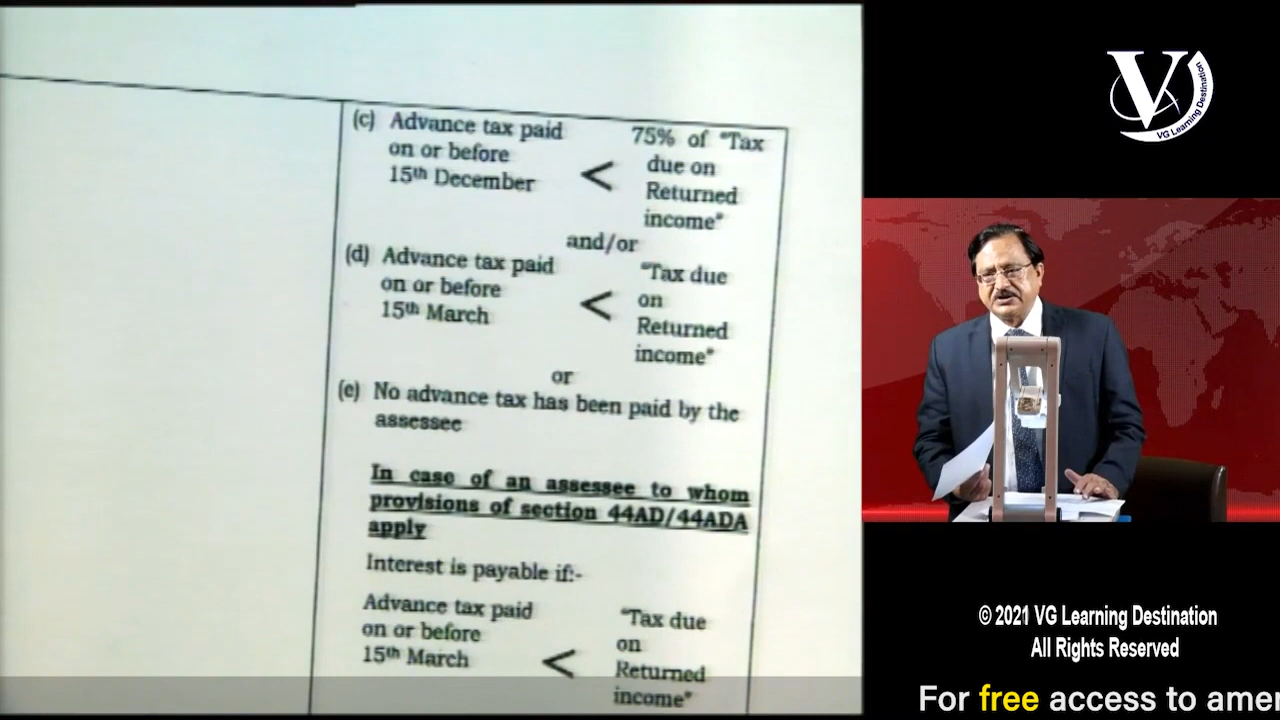 (c) Advance tax paid
on or before
15th December
<
75% of "Tax
due on
Returned
income"
and/or
(d) Advance tax paid
on or before
15th March
<
"Tax due
on
Returned
income"
or
(e) No advance tax has been paid by the
assessee
In case of an assessee to whom
provisions of section 44AD/44ADA
apply
Interest is payable if:-
Advance tax paid
on or before
15th March
<
"Tax due
on
Returned
income"
V
VG Learning Destination
© 2021 VG Learning Destination
All Rights Reserved
For free access to amer